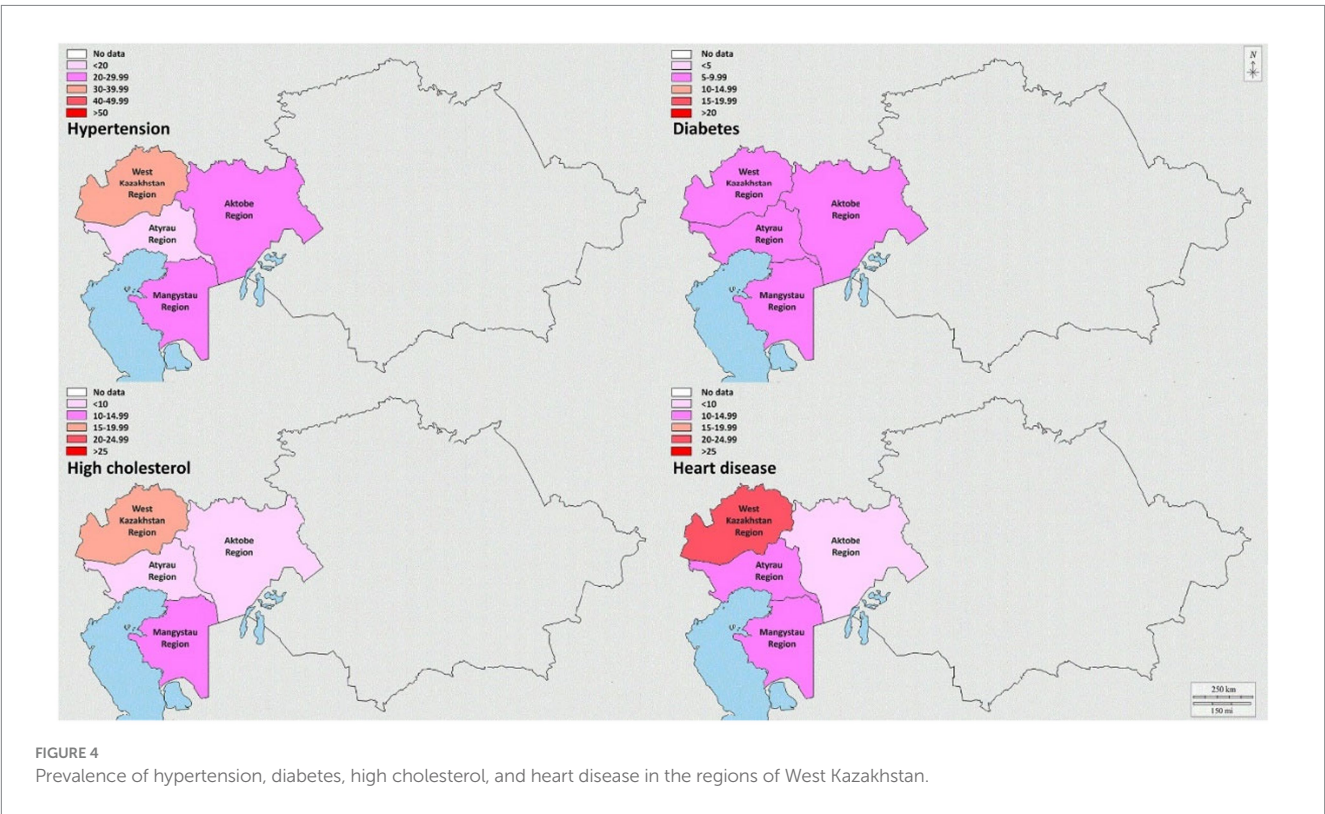 No data
<20
20-29.99
30-39.99
40-49.99
>50
Hypertension
West
Kazakhstan
Region
Aktobe
Region
Atyrau
Region
Mangystau
Region
No data
<5
5-9.99
10-14.99
15-19.99
>20
Diabetes
N
West
Kazakhstan
Region
Aktobe
Region
Atyrau
Region
Mangystau
Region
No data
<10
10-14.99
15-19.99
20-24.99
>25
High cholesterol
West
Kazakhstan
Region
Aktobe
Region
Atyrau
Region
Mangystau
Region
No data
<10
10-14.99
15-19.99
20-24.99
>25
Heart disease
West
Kazakhstan
Region
Aktobe
Region
Atyrau
Region
Mangystau
Region
250 km
150 mi
FIGURE 4
Prevalence of hypertension, diabetes, high cholesterol, and heart disease in the regions of West Kazakhstan.